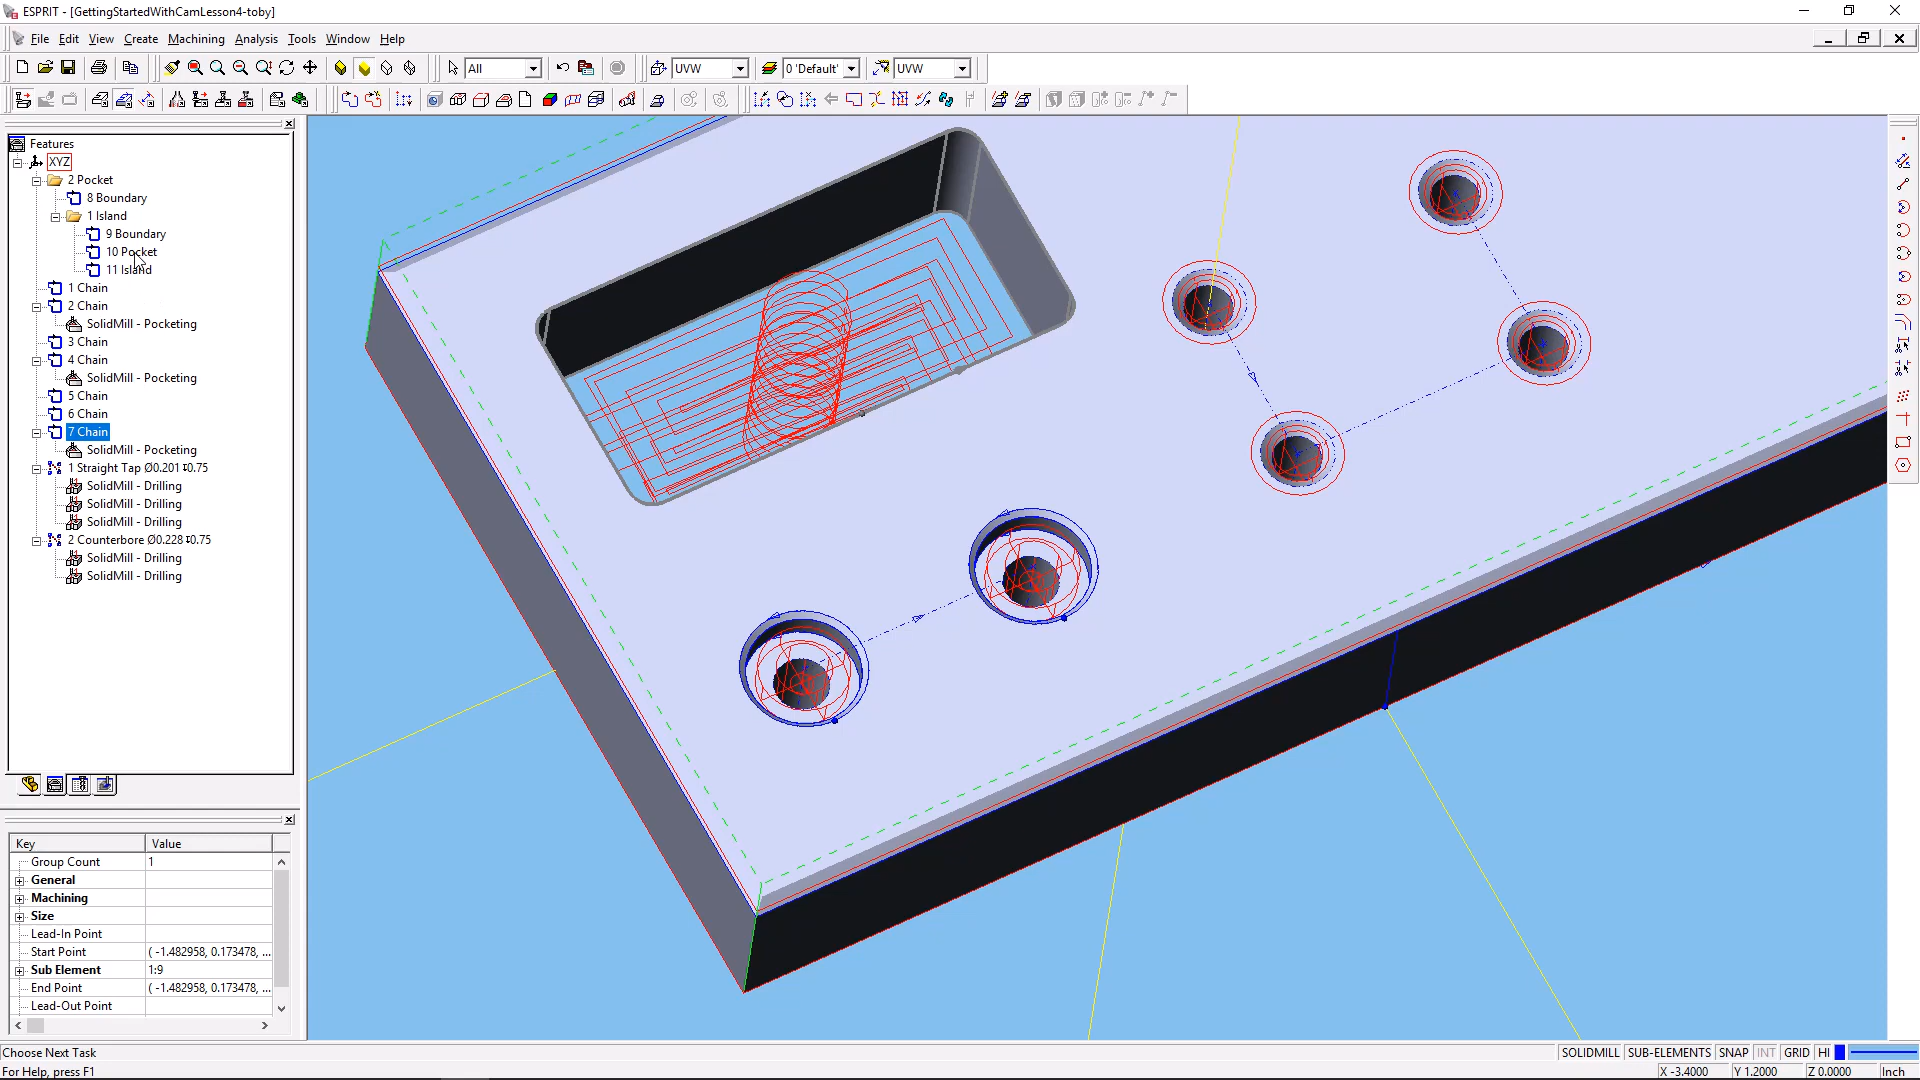 ESPRIT - [GettingStartedWithCamLesson4-toby]
File Edit View Create Machining Analysis Tools Window Help
All UVW 0 'Default' UVW
Features
XYZ
2 Pocket
8 Boundary
1 Island
9 Boundary
10 Pocket
11 Island
1 Chain
2 Chain
SolidMill - Pocketing
3 Chain
4 Chain
SolidMill - Pocketing
5 Chain
6 Chain
7 Chain
SolidMill - Pocketing
1 Straight Tap Ø0.201 ↧0.75
SolidMill - Drilling
SolidMill - Drilling
SolidMill - Drilling
2 Counterbore Ø0.228 ↧0.75
SolidMill - Drilling
SolidMill - Drilling
Key Value
Group Count 1
General
Machining
Size
Lead-In Point
Start Point ( -1.482958, 0.173478, ...
Sub Element 1:9
End Point ( -1.482958, 0.173478, ...
Lead-Out Point
Choose Next Task SOLIDMILL SUB-ELEMENTS SNAP INT GRID HI
For Help, press F1 X -3.4000 Y 1.2000 Z 0.0000 Inch